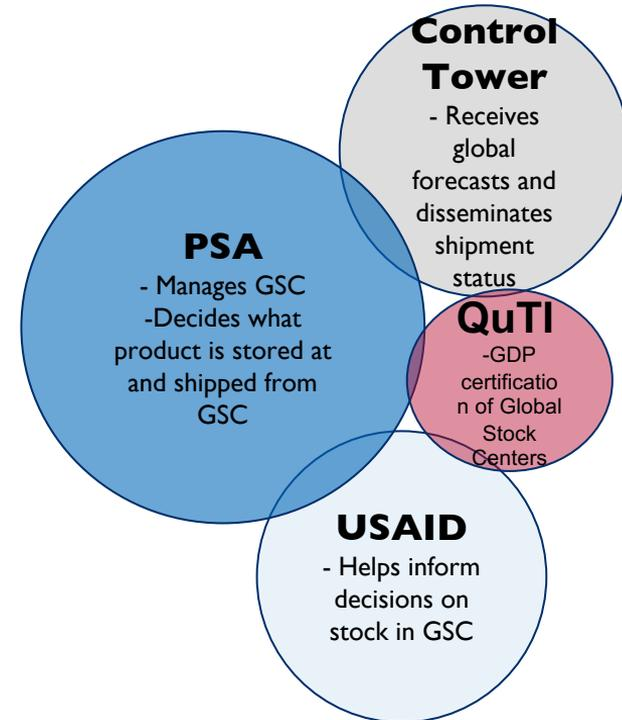 Control
Tower
- Receives
global
forecasts and
disseminates
shipment
status
PSA
- Manages GSC
-Decides what
product is stored at
and shipped from
GSC
QuTI
-GDP
certificatio
n of Global
Stock
Centers
USAID
- Helps inform
decisions on
stock in GSC